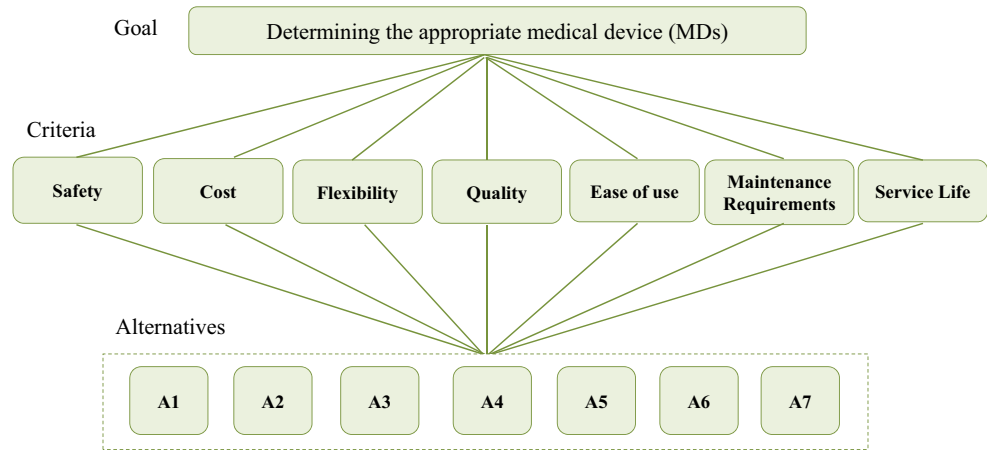 Goal
Determining the appropriate medical device (MDs)
Criteria
Safety
Cost
Flexibility
Quality
Ease of use
Maintenance
Requirements
Service Life
Alternatives
A1
A2
A3
A4
A5
A6
A7